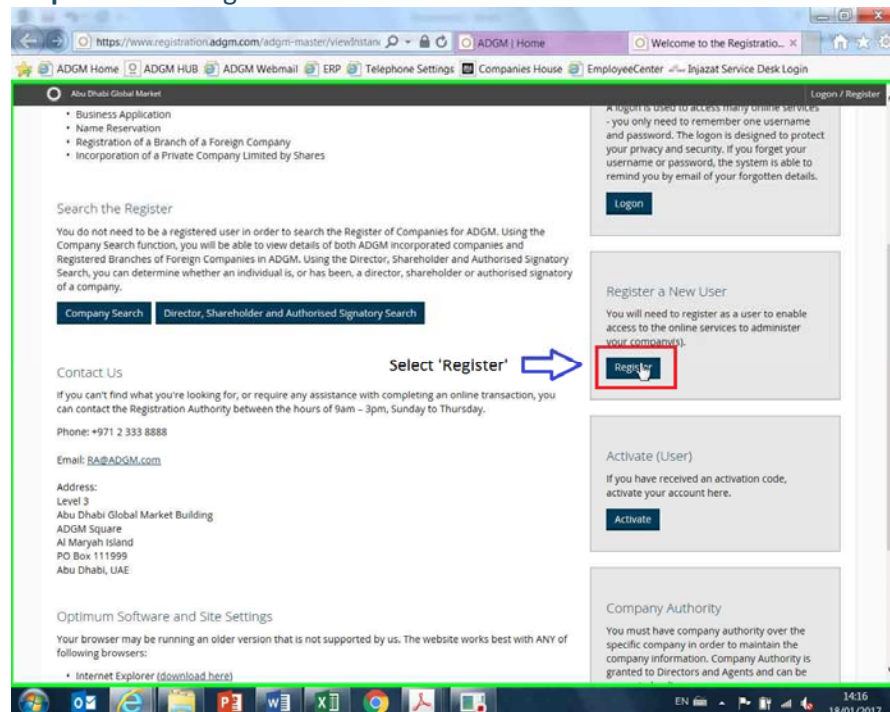 https://www.registration.adgm.com/adgm-master/viewInstan
ADGM | Home
Welcome to the Registratio...
ADGM Home
ADGM HUB
ADGM Webmail
ERP
Telephone Settings
Companies House
EmployeeCenter
Injazat Service Desk Login
Abu Dhabi Global Market
Logon / Register
• Business Application
• Name Reservation
• Registration of a Branch of a Foreign Company
• Incorporation of a Private Company Limited by Shares
Search the Register
You do not need to be a registered user in order to search the Register of Companies for ADGM. Using the
Company Search function, you will be able to view details of both ADGM incorporated companies and
Registered Branches of Foreign Companies in ADGM. Using the Director, Shareholder and Authorised Signatory
Search, you can determine whether an individual is, or has been, a director, shareholder or authorised signatory
of a company.
Company Search
Director, Shareholder and Authorised Signatory Search
Contact Us
If you can't find what you're looking for, or require any assistance with completing an online transaction, you
can contact the Registration Authority between the hours of 9am – 3pm, Sunday to Thursday.
Phone: +971 2 333 8888
Email: RA@ADGM.com
Address:
Level 3
Abu Dhabi Global Market Building
ADGM Square
Al Maryah Island
PO Box 111999
Abu Dhabi, UAE
Optimum Software and Site Settings
Your browser may be running an older version that is not supported by us. The website works best with ANY of
following browsers:
• Internet Explorer (download here)
A logon is used to access many online services
- you only need to remember one username
and password. The logon is designed to protect
your privacy and security. If you forget your
username or password, the system is able to
remind you by email of your forgotten details.
Logon
Register a New User
You will need to register as a user to enable
access to the online services to administer
your company(s).
Select 'Register'
Register
Activate (User)
If you have received an activation code,
activate your account here.
Activate
Company Authority
You must have company authority over the
specific company in order to maintain the
company information. Company Authority is
granted to Directors and Agents and can be
EN
14:16
18/01/2017